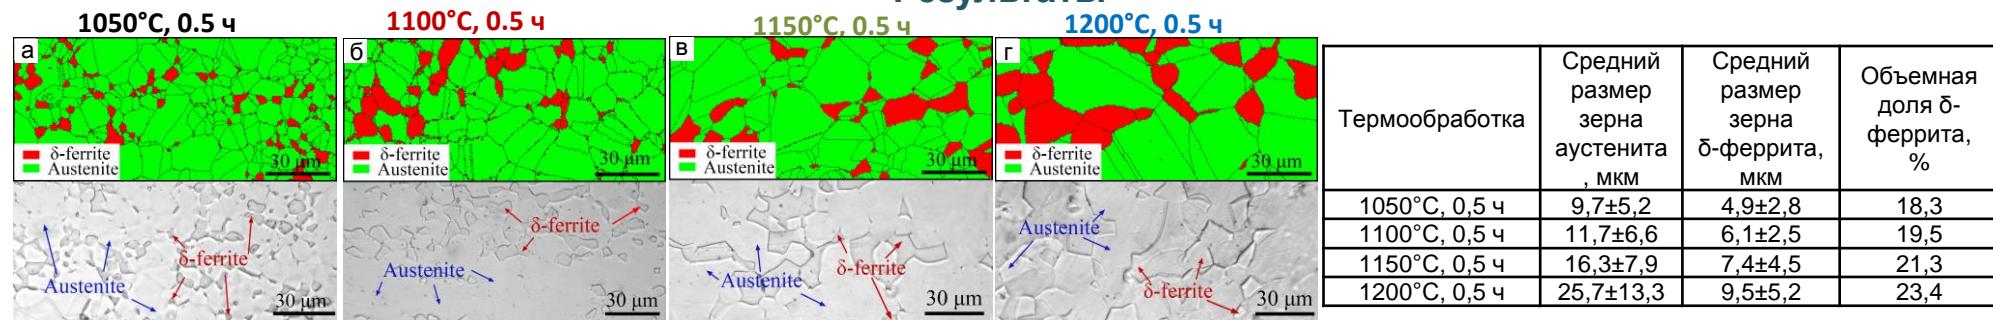 1050°C, 0.5 ч
1100°C, 0.5 ч
1150°C, 0.5 ч
1200°C, 0.5 ч
а
δ-ferrite
Austenite
30 μm
б
δ-ferrite
Austenite
30 μm
в
δ-ferrite
Austenite
30 μm
г
δ-ferrite
Austenite
30 μm
δ-ferrite
Austenite
30 μm
δ-ferrite
Austenite
30 μm
Austenite
δ-ferrite
30 μm
Austenite
δ-ferrite
30 μm
Термообработка
Средний
размер
зерна
аустенита
, мкм
Средний
размер
зерна
δ-феррита,
мкм
Объемная
доля δ-
феррита,
%
1050°C, 0,5 ч 9,7±5,2 4,9±2,8 18,3
1100°C, 0,5 ч 11,7±6,6 6,1±2,5 19,5
1150°C, 0,5 ч 16,3±7,9 7,4±4,5 21,3
1200°C, 0,5 ч 25,7±13,3 9,5±5,2 23,4